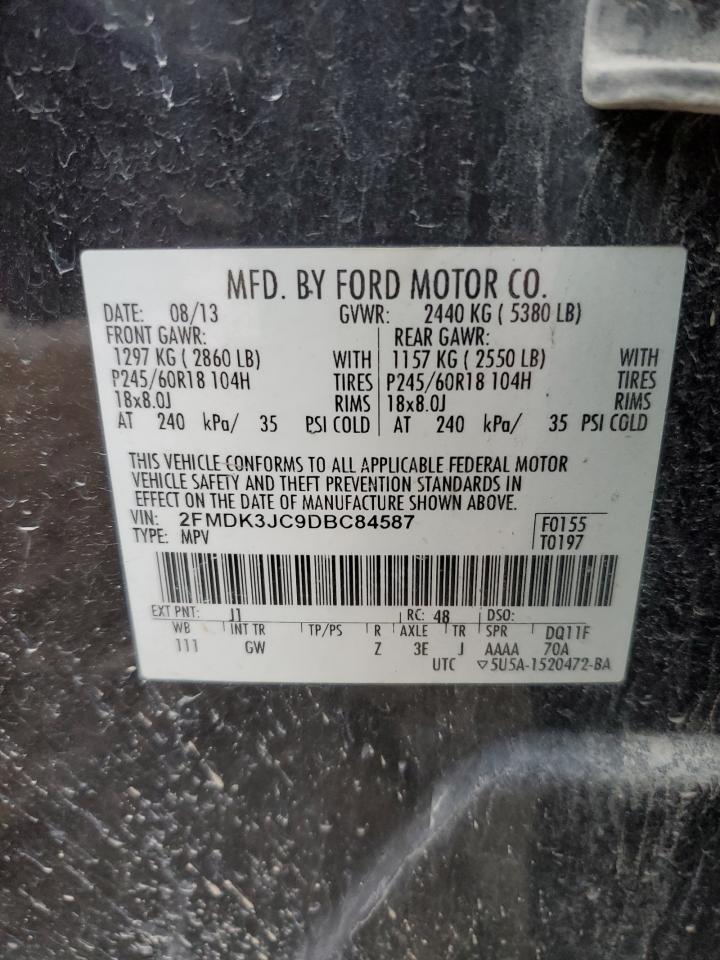 MFD. BY FORD MOTOR CO.
DATE: 08/13 GVWR: 2440 KG ( 5380 LB)
FRONT GAWR: REAR GAWR:
1297 KG ( 2860 LB) WITH 1157 KG ( 2550 LB) WITH
P245/60R18 104H TIRES P245/60R18 104H TIRES
18x8.0J RIMS 18x8.0J RIMS
AT 240 kPa/ 35 PSI COLD AT 240 kPa/ 35 PSI COLD
THIS VEHICLE CONFORMS TO ALL APPLICABLE FEDERAL MOTOR
VEHICLE SAFETY AND THEFT PREVENTION STANDARDS IN
EFFECT ON THE DATE OF MANUFACTURE SHOWN ABOVE.
VIN: 2FMDK3JC9DBC84587 F0155
TYPE: MPV T0197
EXT PNT: J1 RC: 48 DSO:
WB INT TR TP/PS R AXLE TR SPR DQ11F
111 GW Z 3E J AAAA 70A
UTC ▽5U5A-1520472-BA